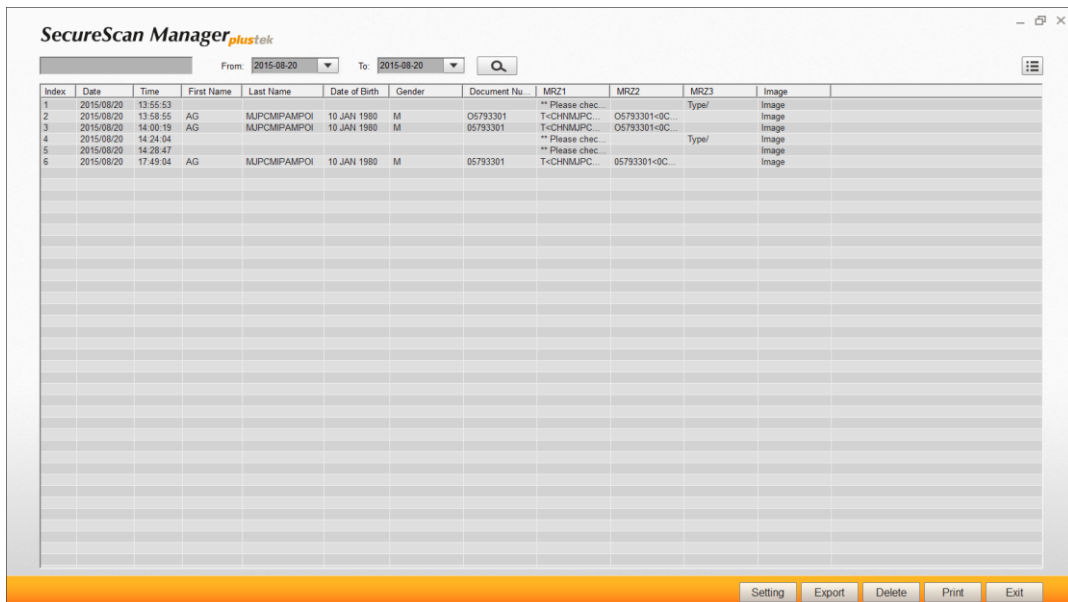 SecureScan Manager plustek
From: 2015-08-20 To: 2015-08-20
Index Date Time First Name Last Name Date of Birth Gender Document Nu... MRZ1 MRZ2 MRZ3 Image
1 2015/08/20 13:55:53 ** Please chec... Type/ Image
2 2015/08/20 13:58:55 AG MJPCMIPAMPOI 10 JAN 1980 M O5793301 T<CHNMJPC... O5793301<0C... Image
3 2015/08/20 14:00:19 AG MJPCMIPAMPOI 10 JAN 1980 M 05793301 T<CHNMJPC... 05793301<0C... Image
4 2015/08/20 14:24:04 ** Please chec... Type/ Image
5 2015/08/20 14:28:47 ** Please chec... Image
6 2015/08/20 17:49:04 AG MJPCMIPAMPOI 10 JAN 1980 M 05793301 T<CHNMJPC... 05793301<0C... Image
Setting Export Delete Print Exit